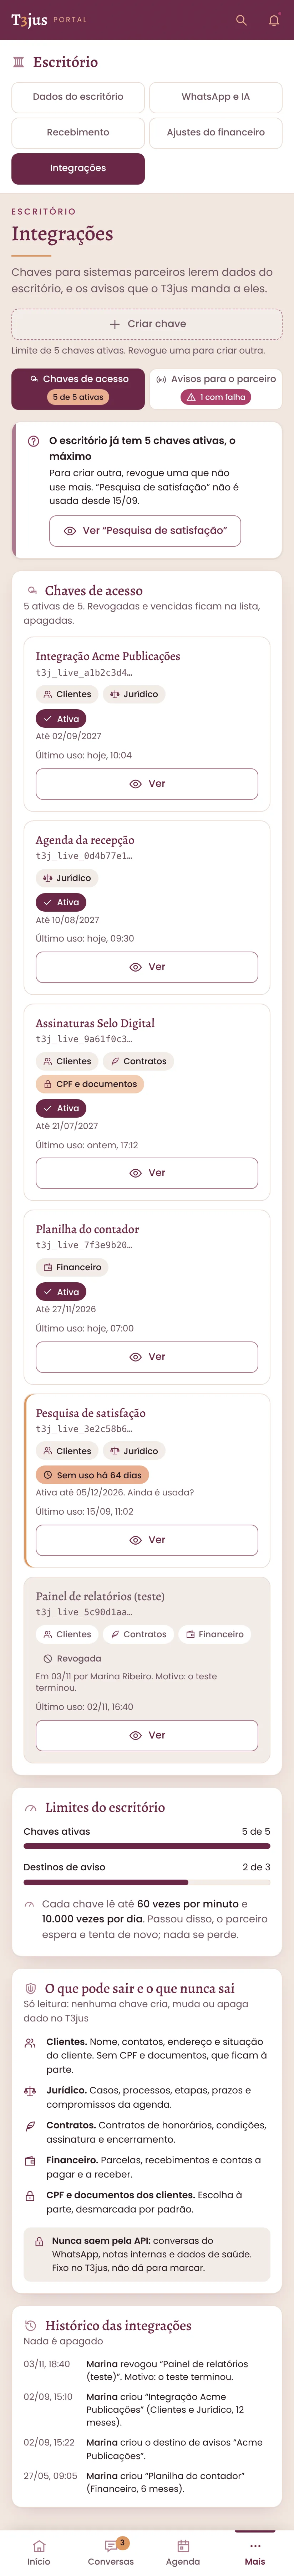 T3jus PORTAL
Escritório
Dados do escritório
WhatsApp e IA
Recebimento
Ajustes do financeiro
Integrações
ESCRITÓRIO
Integrações
Chaves para sistemas parceiros lerem dados do
escritório, e os avisos que o T3jus manda a eles.
Criar chave
Limite de 5 chaves ativas. Revogue uma para criar outra.
Chaves de acesso
5 de 5 ativas
Avisos para o parceiro
1 com falha
O escritório já tem 5 chaves ativas, o
máximo
Para criar outra, revogue uma que não
use mais. “Pesquisa de satisfação” não é
usada desde 15/09.
Ver “Pesquisa de satisfação”
Chaves de acesso
5 ativas de 5. Revogadas e vencidas ficam na lista,
apagadas.
Integração Acme Publicações
t3j_live_a1b2c3d4…
Clientes
Jurídico
Ativa
Até 02/09/2027
Último uso: hoje, 10:04
Ver
Agenda da recepção
t3j_live_0d4b77e1…
Jurídico
Ativa
Até 10/08/2027
Último uso: hoje, 09:30
Ver
Assinaturas Selo Digital
t3j_live_9a61f0c3…
Clientes
Contratos
CPF e documentos
Ativa
Até 21/07/2027
Último uso: ontem, 17:12
Ver
Planilha do contador
t3j_live_7f3e9b20…
Financeiro
Ativa
Até 27/11/2026
Último uso: hoje, 07:00
Ver
Pesquisa de satisfação
t3j_live_3e2c58b6…
Clientes
Jurídico
Sem uso há 64 dias
Ativa até 05/12/2026. Ainda é usada?
Último uso: 15/09, 11:02
Ver
Painel de relatórios (teste)
t3j_live_5c90d1aa…
Clientes
Contratos
Financeiro
Revogada
Em 03/11 por Marina Ribeiro. Motivo: o teste
terminou.
Último uso: 02/11, 16:40
Ver
Limites do escritório
Chaves ativas
5 de 5
Destinos de aviso
2 de 3
Cada chave lê até 60 vezes por minuto e
10.000 vezes por dia. Passou disso, o parceiro
espera e tenta de novo; nada se perde.
O que pode sair e o que nunca sai
Só leitura: nenhuma chave cria, muda ou apaga
dado no T3jus
Clientes. Nome, contatos, endereço e situação
do cliente. Sem CPF e documentos, que ficam à
parte.
Jurídico. Casos, processos, etapas, prazos e
compromissos da agenda.
Contratos. Contratos de honorários, condições,
assinatura e encerramento.
Financeiro. Parcelas, recebimentos e contas a
pagar e a receber.
CPF e documentos dos clientes. Escolha à
parte, desmarcada por padrão.
Nunca saem pela API: conversas do
WhatsApp, notas internas e dados de saúde.
Fixo no T3jus, não dá para marcar.
Histórico das integrações
Nada é apagado
03/11, 18:40
Marina revogou “Painel de relatórios
(teste)”. Motivo: o teste terminou.
02/09, 15:10
Marina criou “Integração Acme
Publicações” (Clientes e Jurídico, 12
meses).
02/09, 15:22
Marina criou o destino de avisos “Acme
Publicações”.
27/05, 09:05
Marina criou “Planilha do contador”
(Financeiro, 6 meses).
Início
3
Conversas
Agenda
Mais